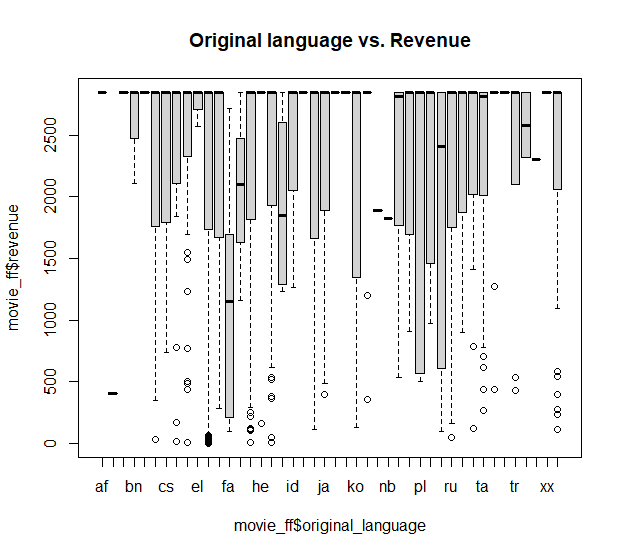 Original language vs. Revenue
movie_ff$revenue
2500
2000
1500
1000
500
0
af bn cs el fa he id ja ko nb pl ru ta tr xx
movie_ff$original_language